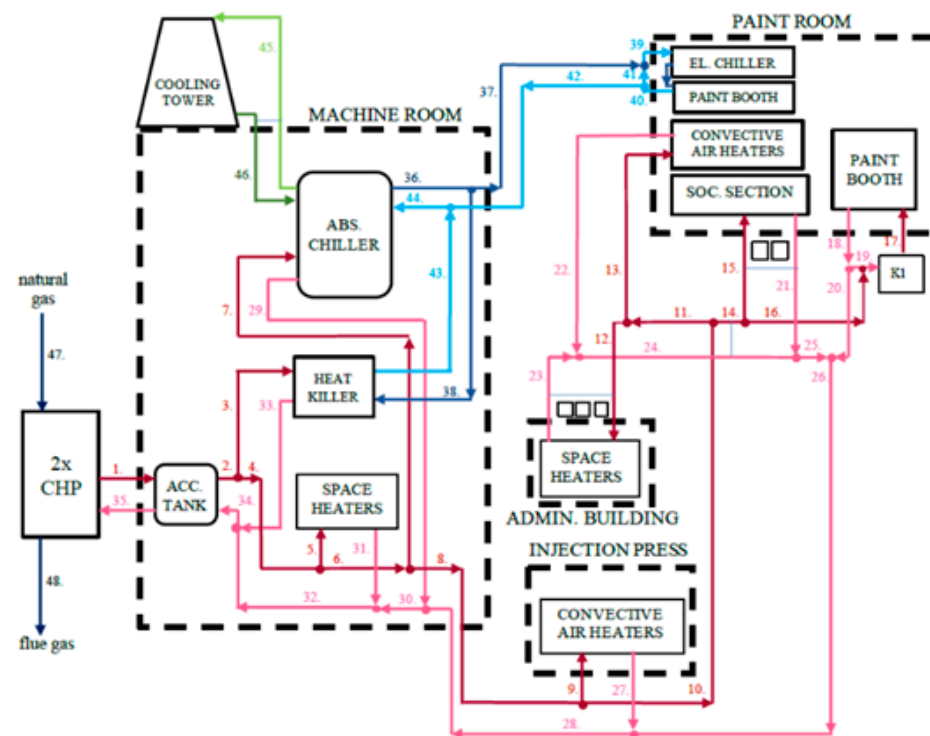 PAINT ROOM
45.
39.
EL. CHILLER
42.
41.
COOLING
TOWER
37.
40.
PAINT BOOTH
MACHINE ROOM
CONVECTIVE
AIR HEATERS
PAINT
BOOTH
46.
36.
SOC. SECTION
44.
ABS.
CHILLER
18.
17.
22.
13.
15.
19.
K1
natural
gas
43.
21.
20.
7.
29.
11.
14.
16.
47.
12.
24.
25.
HEAT
KILLER
23.
26.
38.
3.
33.
2x
CHP
1.
2.
4.
SPACE
HEATERS
SPACE
HEATERS
ACC.
TANK
35.
34.
ADMIN. BUILDING
5.
6.
31.
8.
INJECTION PRESS
48.
32.
30.
CONVECTIVE
AIR HEATERS
flue gas
9.
27.
10.
28.